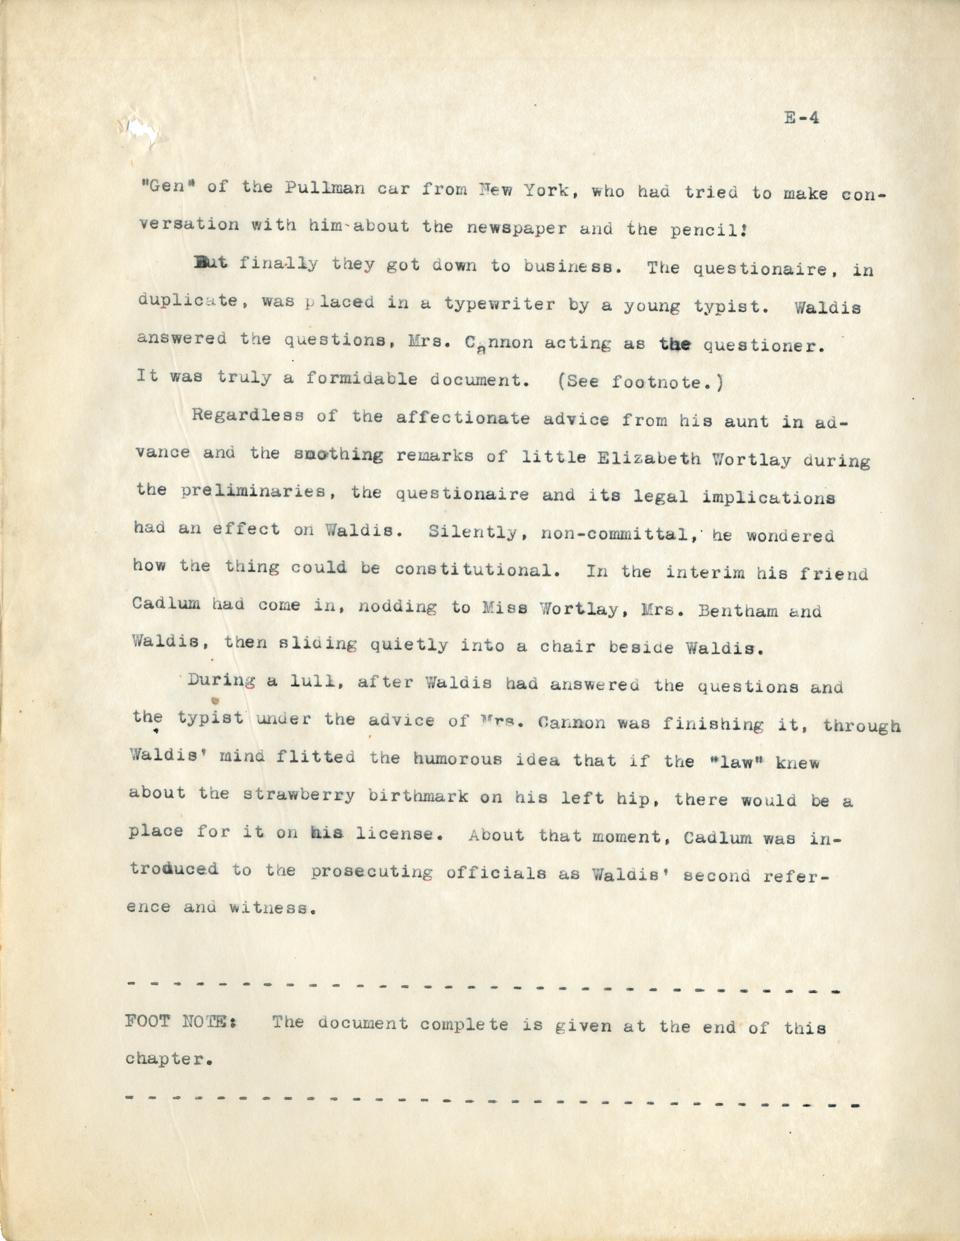 E-4
"Gen" of the Pullman car from New York, who had tried to make con-
versation with him about the newspaper and the pencil!
But finally they got down to business. The questionaire, in
duplicate, was placed in a typewriter by a young typist. Waldis
answered the questions, Mrs. Cannon acting as the questioner.
It was truly a formidable document. (See footnote.)
Regardless of the affectionate advice from his aunt in ad-
vance and the smothing remarks of little Elizabeth Wortlay during
the preliminaries, the questionaire and its legal implications
had an effect on Waldis. Silently, non-committal, he wondered
how the thing could be constitutional. In the interim his friend
Cadlum had come in, nodding to Miss Wortlay, Mrs. Bentham and
Waldis, then sliding quietly into a chair beside Waldis.
During a lull, after Waldis had answered the questions and
the typist under the advice of Mrs. Cannon was finishing it, through
Waldis' mind flitted the humorous idea that if the "law" knew
about the strawberry birthmark on his left hip, there would be a
place for it on his license. About that moment, Cadlum was in-
troduced to the prosecuting officials as Waldis' second refer-
ence and witness.
- - - - - - - - - - - - - - - - - - - - - - - - - - - - - - -
FOOT NOTE: The document complete is given at the end of this
chapter.
- - - - - - - - - - - - - - - - - - - - - - - - - - - - - - - -